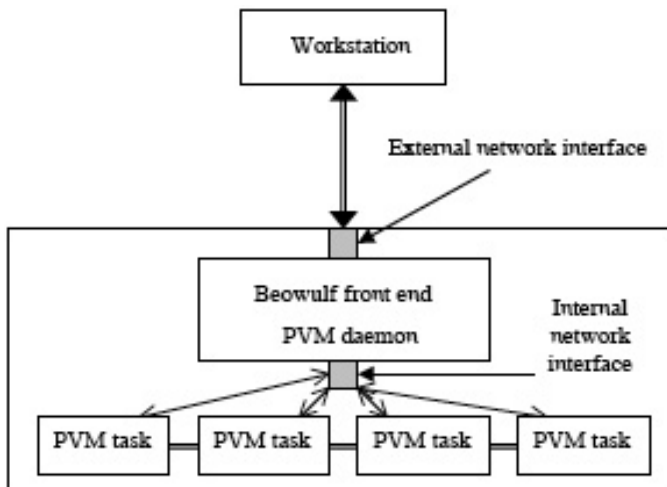 Workstation
External network interface
Beowulf front end
PVM daemon
Internal
network
interface
PVM task
PVM task
PVM task
PVM task